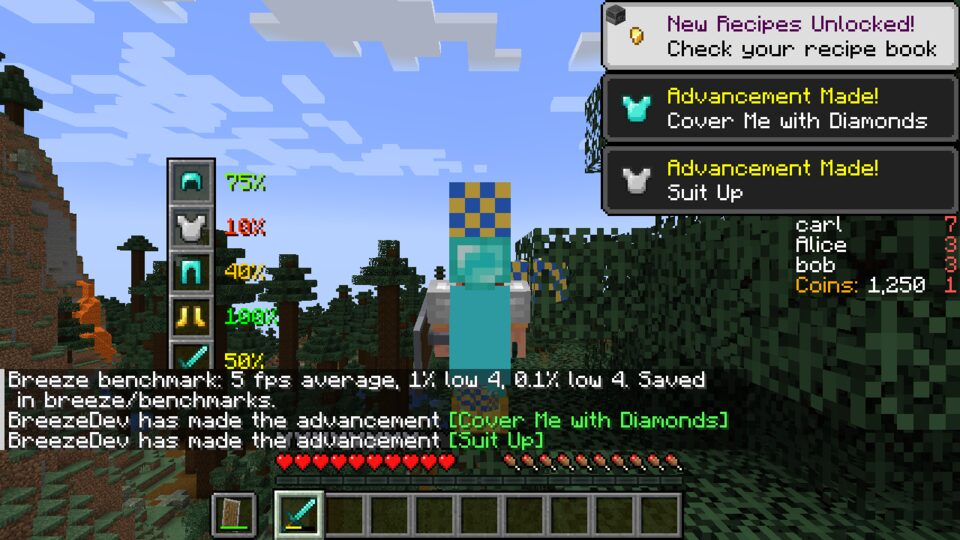 New Recipes Unlocked!
Check your recipe book
Advancement Made!
Cover Me with Diamonds
Advancement Made!
Suit Up
carl 7
Alice 3
bob 3
Coins: 1,250 1
75%
10%
40%
100%
50%
Breeze benchmark: 5 fps average, 1% low 4, 0.1% low 4. Saved
in breeze/benchmarks.
BreezeDev has made the advancement [Cover Me with Diamonds]
BreezeDev has made the advancement [Suit Up]